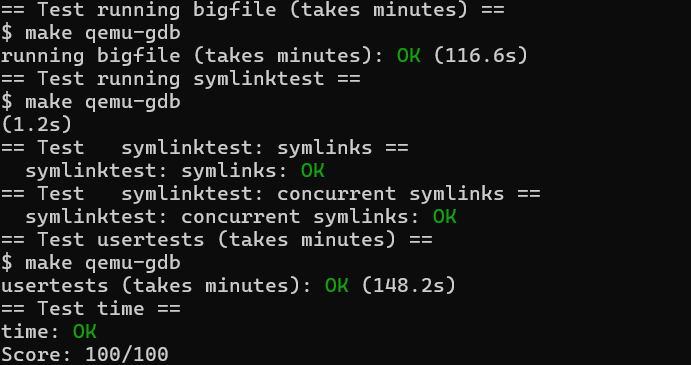 == Test running bigfile (takes minutes) ==
$ make qemu-gdb
running bigfile (takes minutes): OK (116.6s)
== Test running symlinktest ==
$ make qemu-gdb
(1.2s)
== Test   symlinktest: symlinks ==
  symlinktest: symlinks: OK
== Test   symlinktest: concurrent symlinks ==
  symlinktest: concurrent symlinks: OK
== Test usertests (takes minutes) ==
$ make qemu-gdb
usertests (takes minutes): OK (148.2s)
== Test time ==
time: OK
Score: 100/100